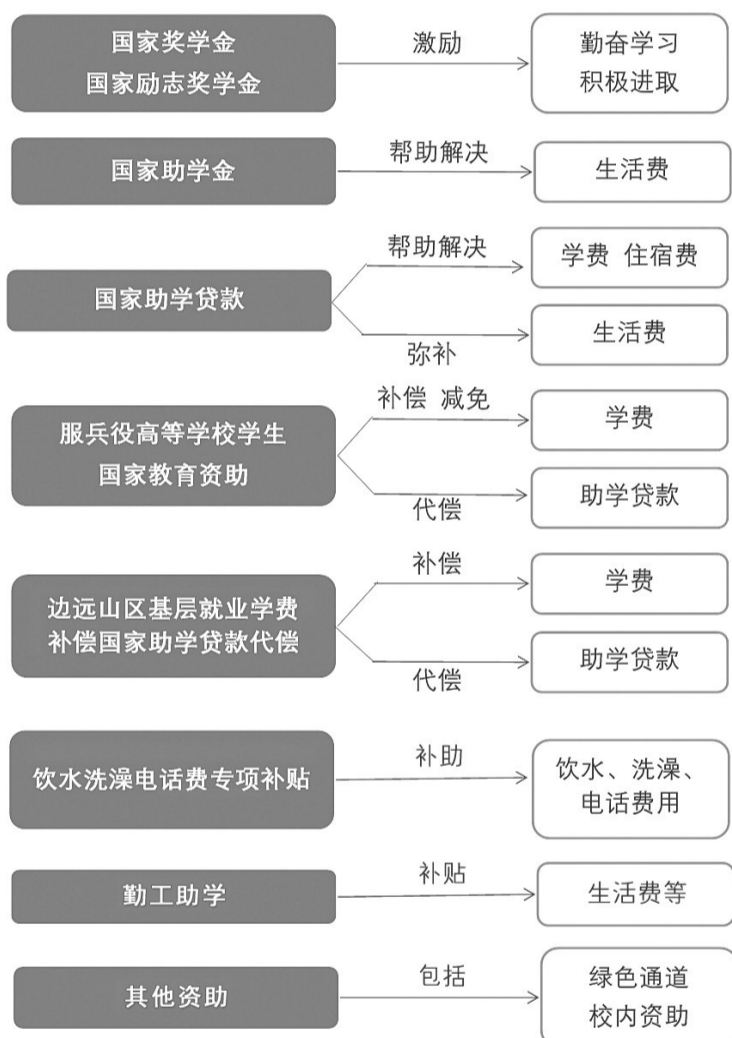 国家奖学金
国家励志奖学金
激励
勤奋学习
积极进取
国家助学金
帮助解决
生活费
国家助学贷款
帮助解决
学费 住宿费
弥补
生活费
服兵役高等学校学生
国家教育资助
补偿 减免
学费
代偿
助学贷款
边远山区基层就业学费
补偿国家助学贷款代偿
补偿
学费
代偿
助学贷款
饮水洗澡电话费专项补贴
补助
饮水、洗澡、
电话费用
勤工助学
补贴
生活费等
其他资助
包括
绿色通道
校内资助